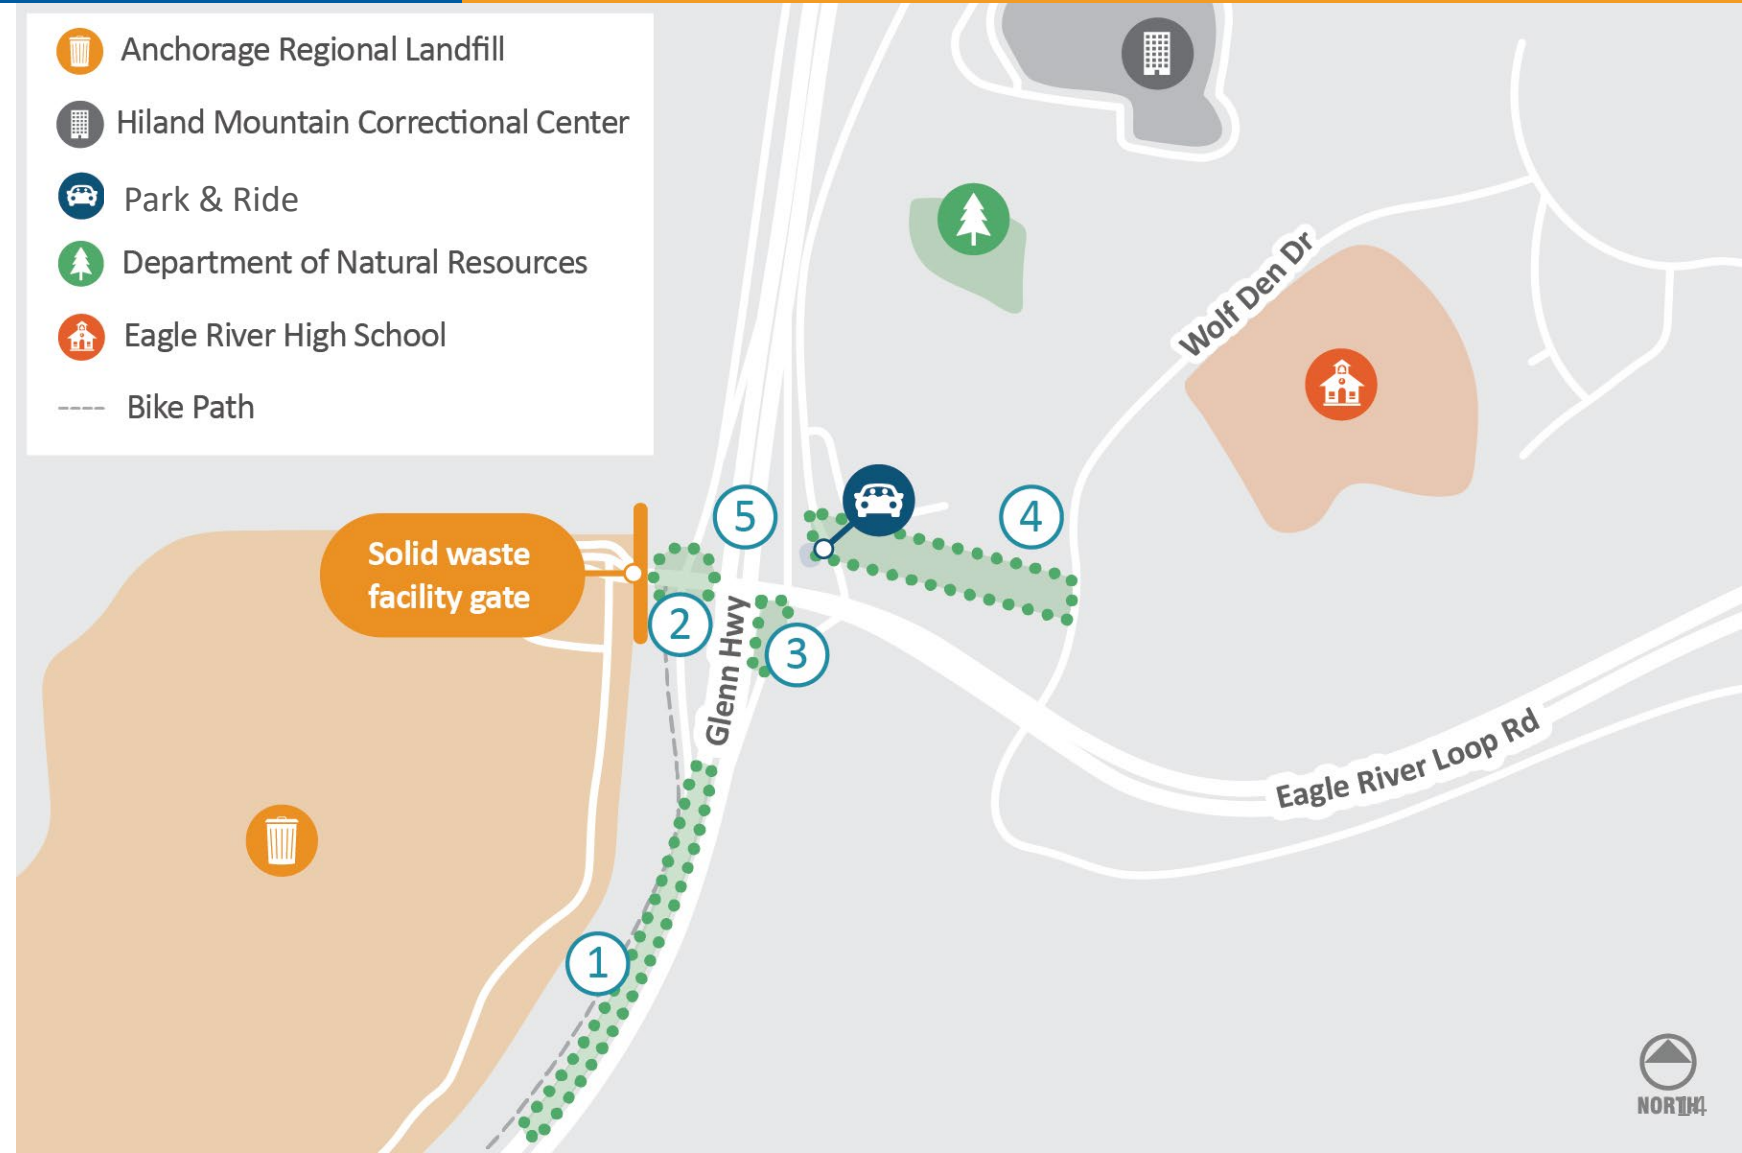 Anchorage Regional Landfill
Hiland Mountain Correctional Center
Park & Ride
Department of Natural Resources
Eagle River High School
Bike Path
Wolf Den Dr
5
4
Solid waste
facility gate
2
3
Glenn Hwy
Eagle River Loop Rd
1
NORTH
14